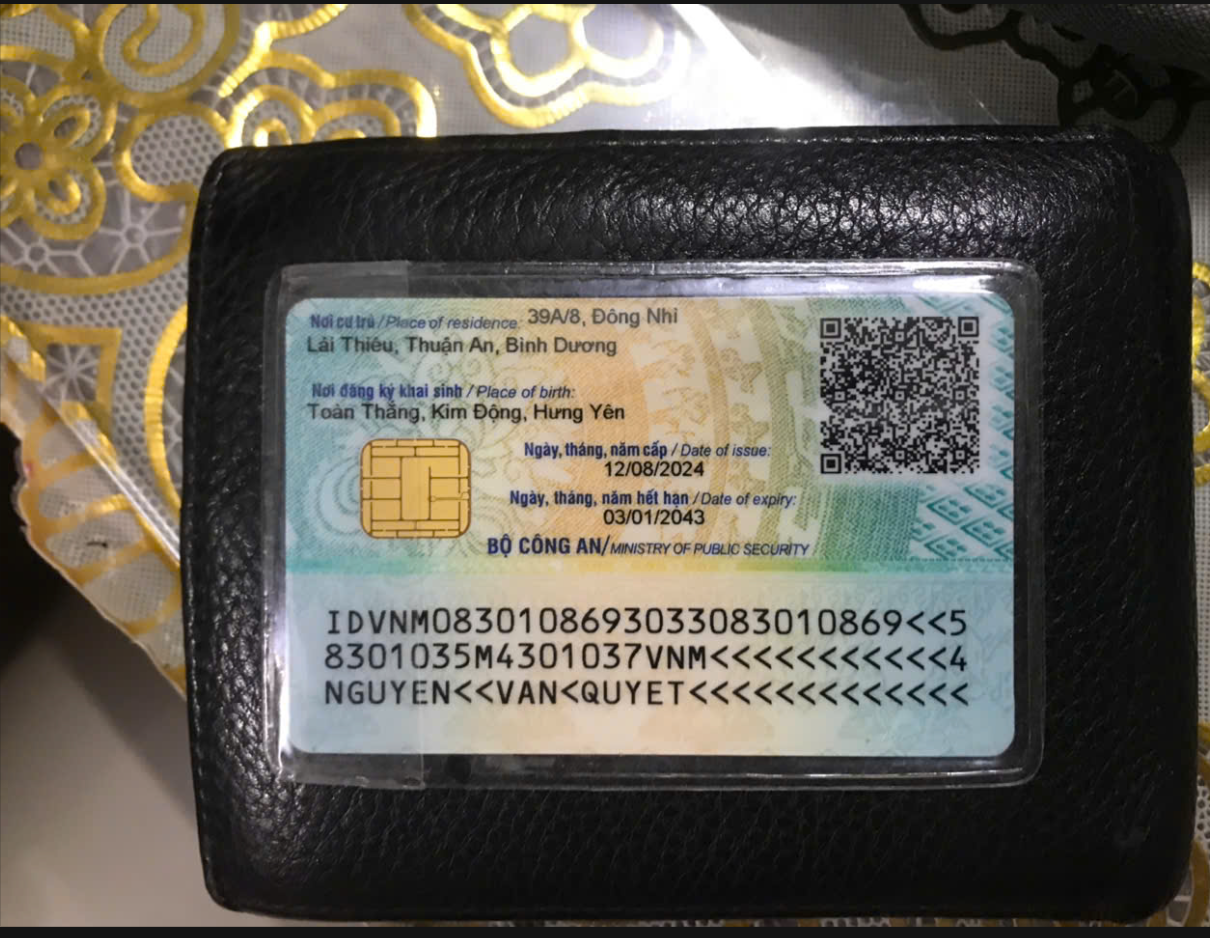 Nơi cư trú / Place of residence: 39A/8, Đông Nhì
Lái Thiêu, Thuận An, Bình Dương
Nơi đăng ký khai sinh / Place of birth:
Toàn Thắng, Kim Động, Hưng Yên
Ngày, tháng, năm cấp / Date of issue:
12/08/2024
Ngày, tháng, năm hết hạn / Date of expiry:
03/01/2043
BỘ CÔNG AN/MINISTRY OF PUBLIC SECURITY
IDVNM0830108693033083010869<<5
8301035M4301037VNM<<<<<<<<<<<4
NGUYEN<<VAN<QUYET<<<<<<<<<<<<<